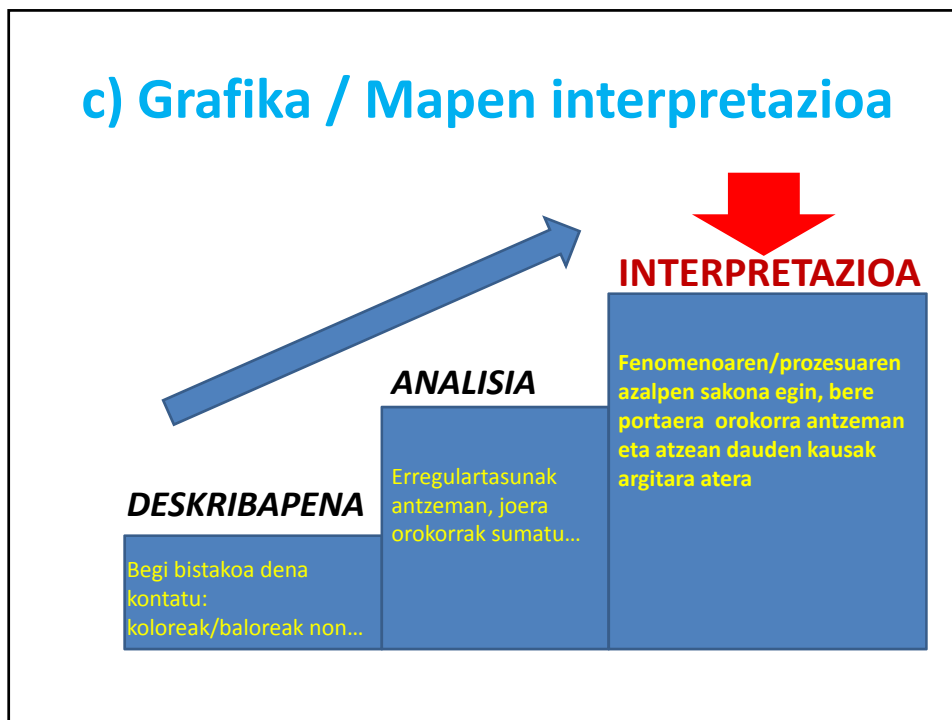 c) Grafika / Mapen interpretazioa
DESKRIBAPENA
Begi bistakoa dena
kontatu:
koloreak/baloreak non…
ANALISIA
Erregulartasunak
antzeman, joera
orokorrak sumatu…
INTERPRETAZIOA
Fenomenoaren/prozesuaren
azalpen sakona egin, bere
portaera orokorra antzeman
eta atzean dauden kausak
argitara atera